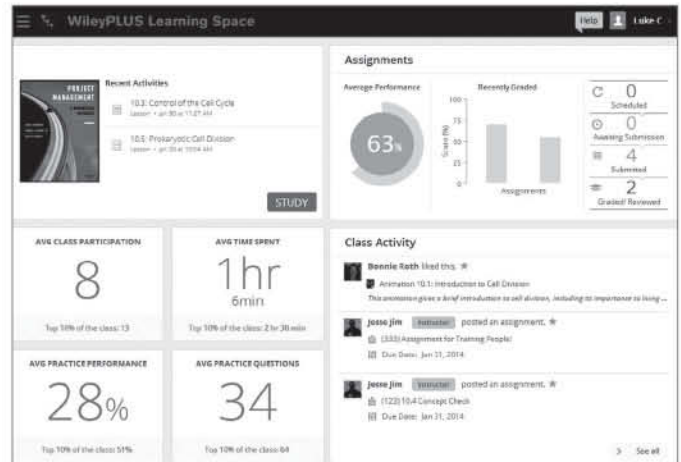 WileyPLUS Learning Space
Help
Luke C
PROJECT
MANAGEMENT
Recent Activities
10.3: Control of the Cell Cycle
10.6: Prokaryotic Cell Division
STUDY
AVG CLASS PARTICIPATION
8
Top 10% of the class: 13
AVG TIME SPENT
1hr
6min
Top 10% of the class: 2 hr 30 min
AVG PRACTICE PERFORMANCE
28%
Top 10% of the class: 51%
AVG PRACTICE QUESTIONS
34
Top 10% of the class: 64
Assignments
Average Performance
63%
Recently Graded
Score (%)
100
75
50
25
0
Assignments
0
Scheduled
0
Awaiting Submission
4
Submitted
2
Graded/ Reviewed
Class Activity
Bonnie Roth liked this.
Animation 10.1: Introduction to Cell Division
This animation gives a brief introduction to cell division, including its importance to living ...
Jesse Jim Instructor posted an assignment.
(333) Assignment for Training People!
Due Date: Jan 31, 2014
Jesse Jim Instructor posted an assignment.
(123) 10.4 Concept Check
Due Date: Jan 31, 2014
See all